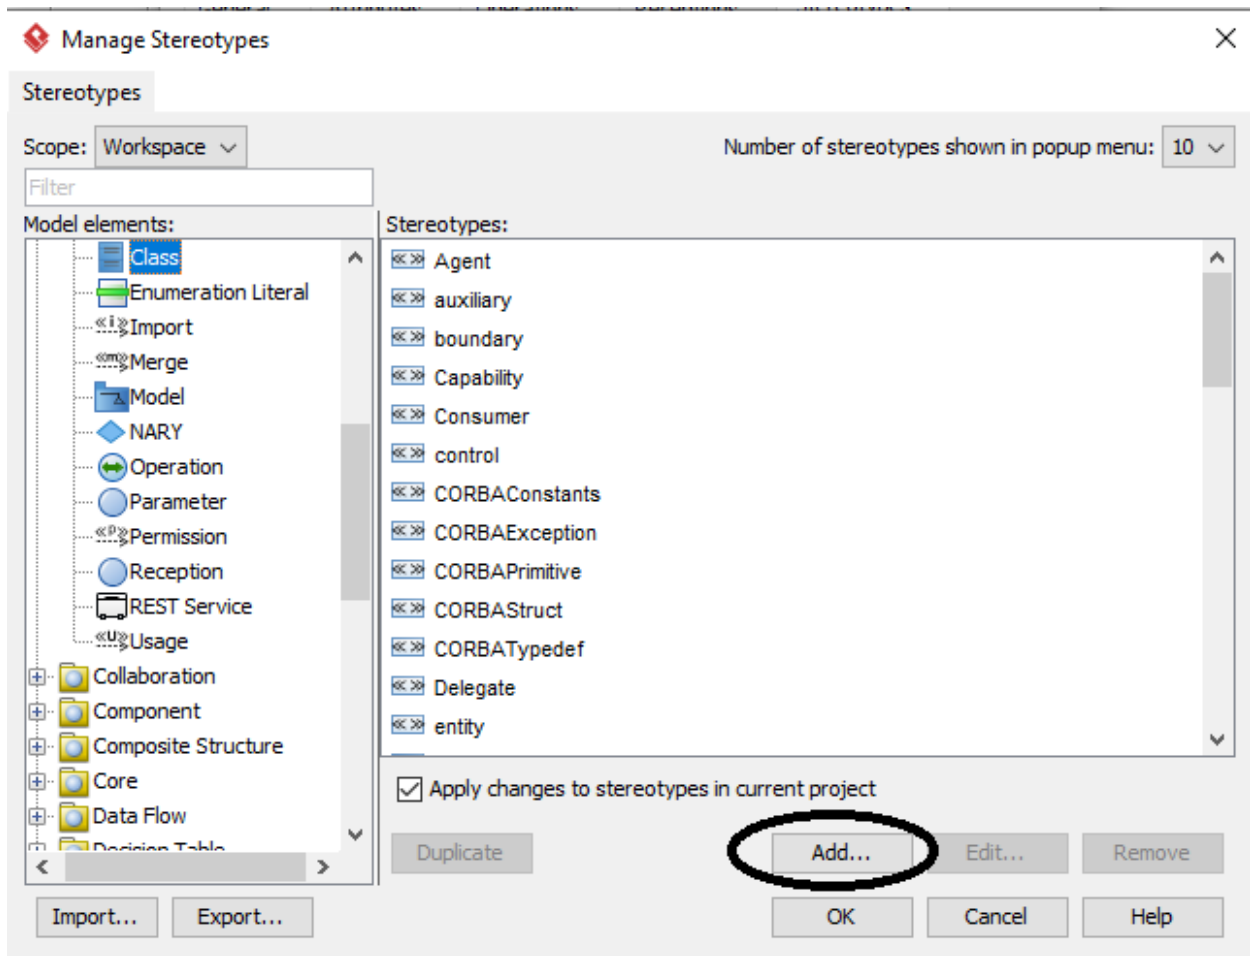 Manage Stereotypes
Stereotypes
Scope: Workspace
Number of stereotypes shown in popup menu: 10
Filter
Model elements:
Class
Enumeration Literal
«i» Import
«m» Merge
Model
NARY
Operation
Parameter
«P» Permission
Reception
REST Service
«U» Usage
Collaboration
Component
Composite Structure
Core
Data Flow
Decision Table
Stereotypes:
« » Agent
« » auxiliary
« » boundary
« » Capability
« » Consumer
« » control
« » CORBAConstants
« » CORBAException
« » CORBAPrimitive
« » CORBAStruct
« » CORBATypedef
« » Delegate
« » entity
Apply changes to stereotypes in current project
Duplicate Add... Edit... Remove
Import... Export... OK Cancel Help